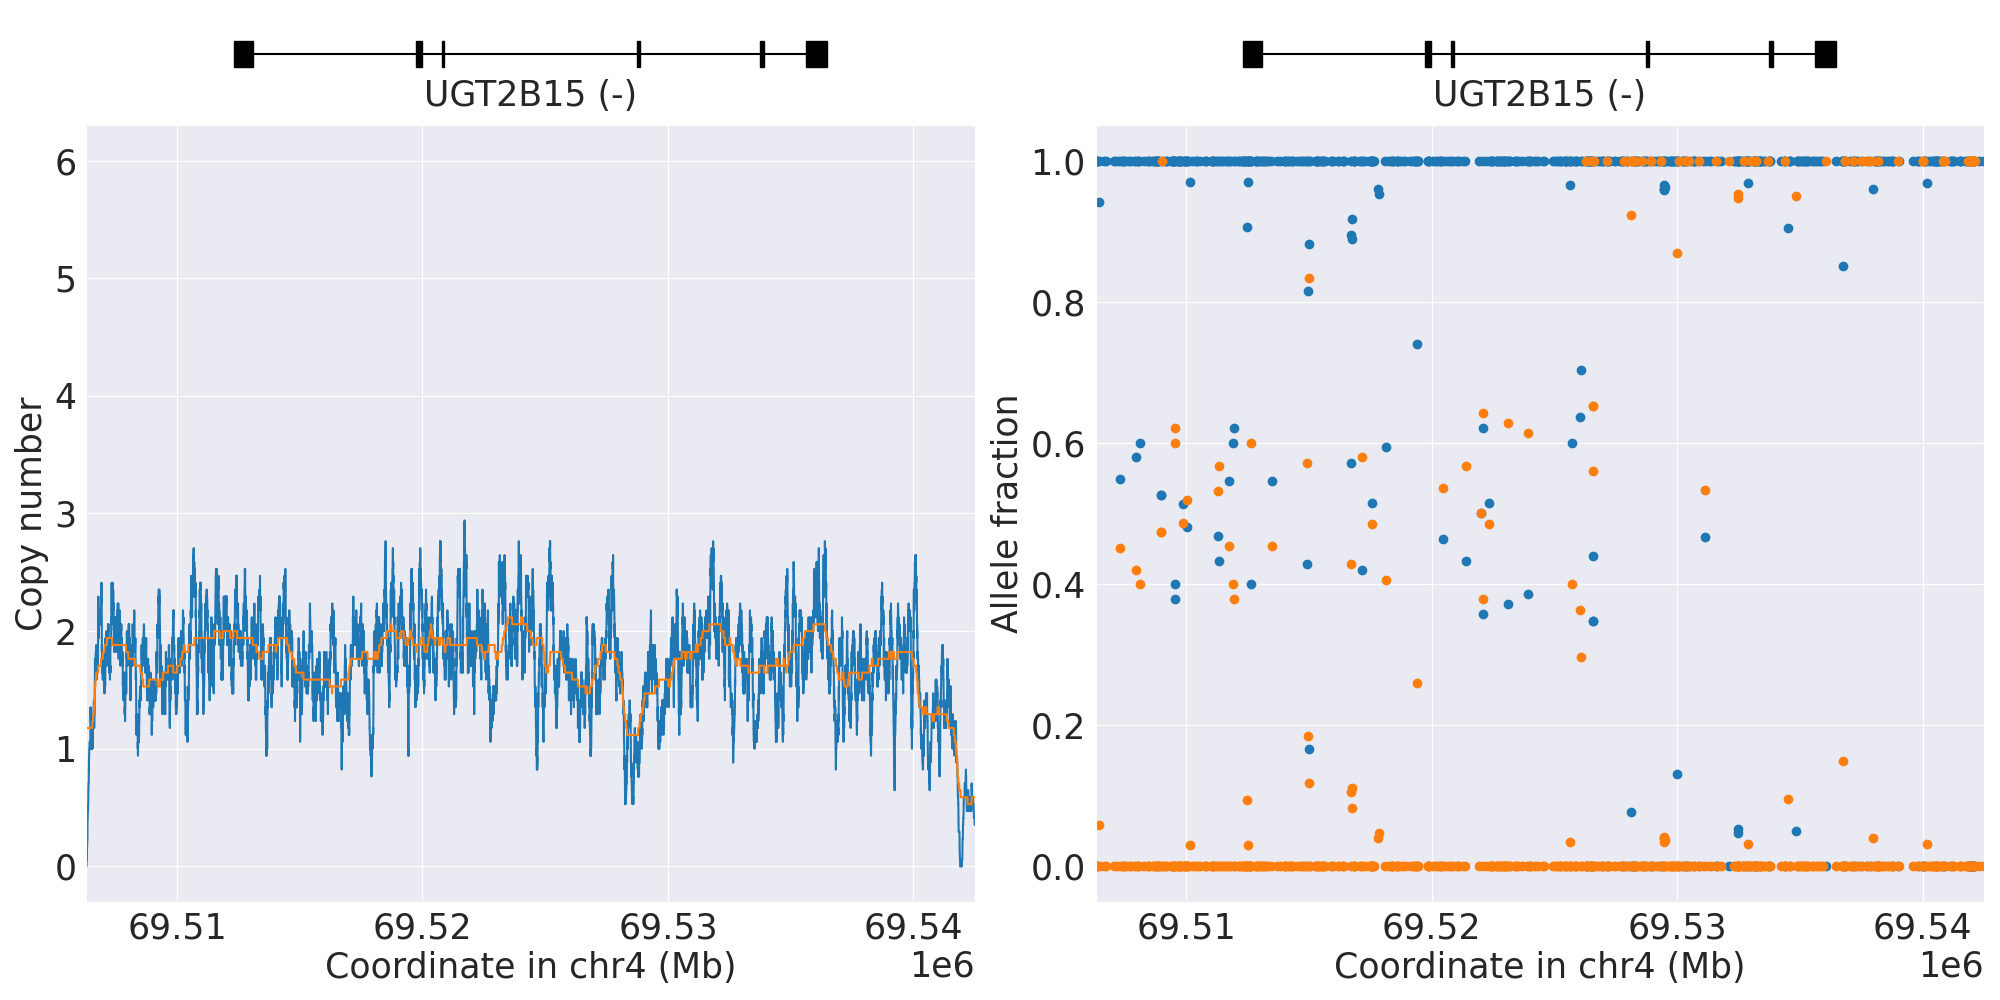 UGT2B15 (-)
6
5
4
3
2
1
0
Copy number
69.51 69.52 69.53 69.54
Coordinate in chr4 (Mb)
1e6
UGT2B15 (-)
1.0
0.8
0.6
0.4
0.2
0.0
Allele fraction
69.51 69.52 69.53 69.54
Coordinate in chr4 (Mb)
1e6